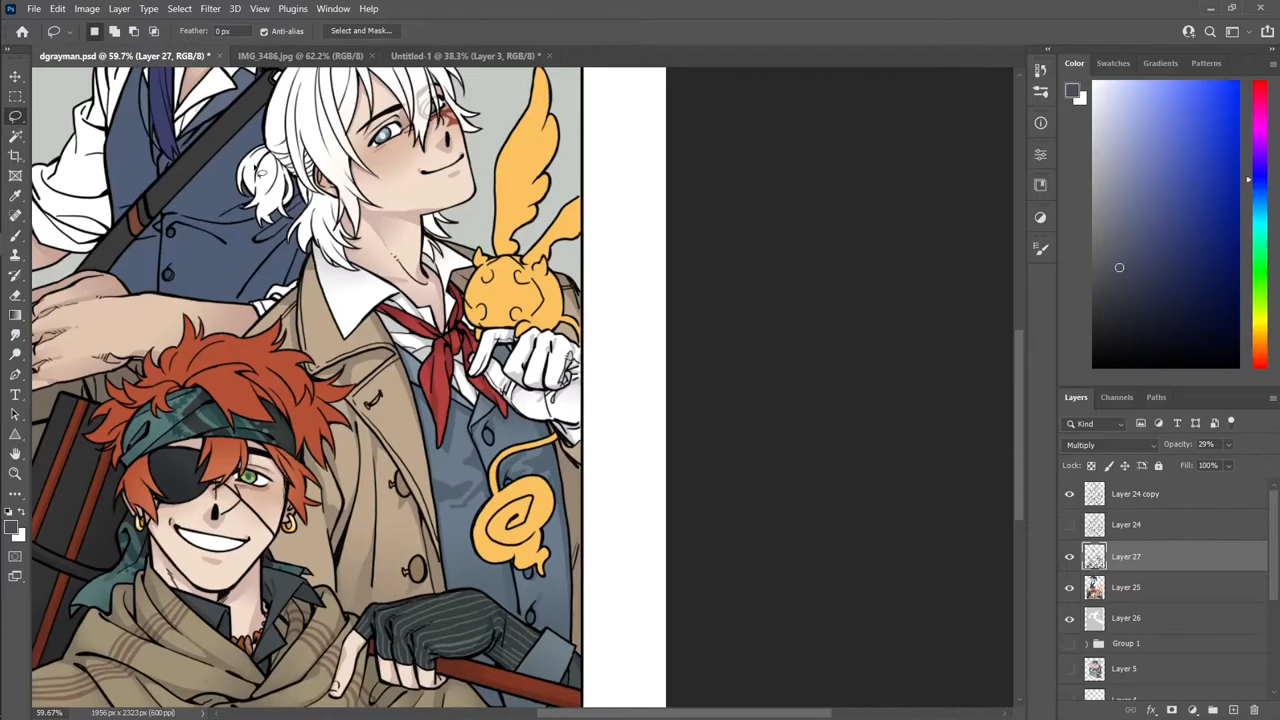 Ps File Edit Image Layer Type Select Filter 3D View Plugins Window Help
Feather: 0 px Anti-alias Select and Mask...
dgrayman.psd @ 59.7% (Layer 27, RGB/8) * × IMG_3486.jpg @ 62.2% (RGB/8) × Untitled-1 @ 38.3% (Layer 3, RGB/8) * ×
Color Swatches Gradients Patterns
Layers Channels Paths
Kind
Multiply Opacity: 29%
Lock: Fill: 100%
Layer 24 copy
Layer 24
Layer 27
Layer 25
Layer 26
Group 1
Layer 5
59.67% 1956 px x 2323 px (600 ppi)